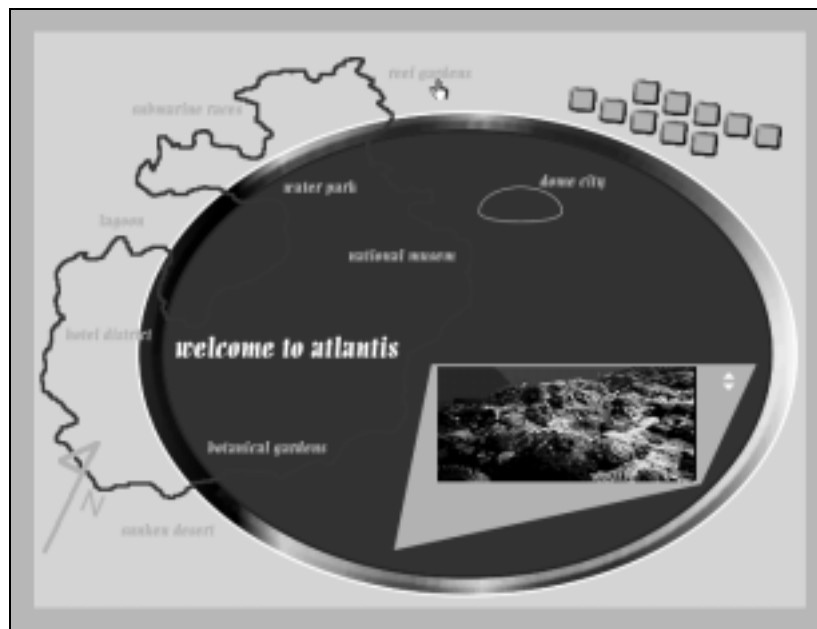 reef gardens
submarine races
water park
dome city
lagoon
national musem
hotel district
welcome to atlantis
botanical gardens
N
sunken desert